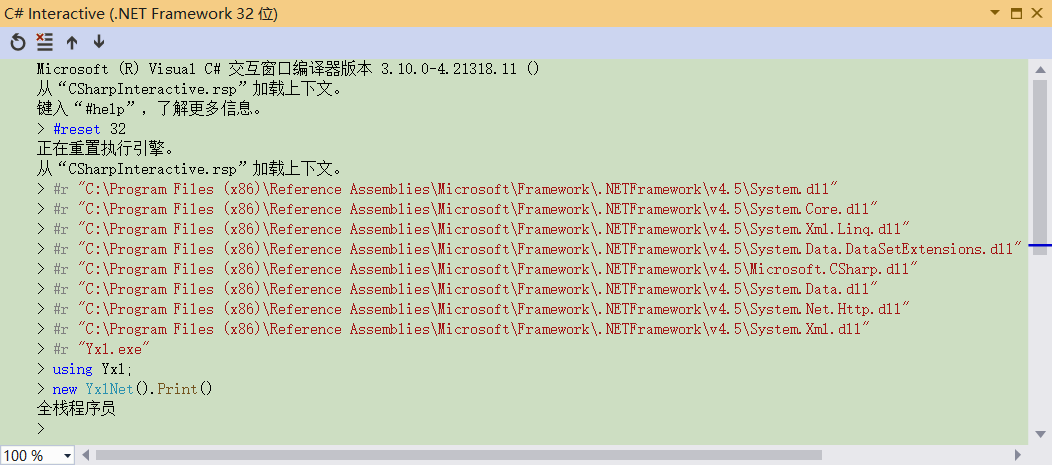 C# Interactive (.NET Framework 32 位)
Microsoft (R) Visual C# 交互窗口编译器版本 3.10.0-4.21318.11 ()
从“CSharpInteractive.rsp”加载上下文。
键入“#help”，了解更多信息。
> #reset 32
正在重置执行引擎。
从“CSharpInteractive.rsp”加载上下文。
> #r "C:\Program Files (x86)\Reference Assemblies\Microsoft\Framework\.NETFramework\v4.5\System.dll"
> #r "C:\Program Files (x86)\Reference Assemblies\Microsoft\Framework\.NETFramework\v4.5\System.Core.dll"
> #r "C:\Program Files (x86)\Reference Assemblies\Microsoft\Framework\.NETFramework\v4.5\System.Xml.Linq.dll"
> #r "C:\Program Files (x86)\Reference Assemblies\Microsoft\Framework\.NETFramework\v4.5\System.Data.DataSetExtensions.dll"
> #r "C:\Program Files (x86)\Reference Assemblies\Microsoft\Framework\.NETFramework\v4.5\Microsoft.CSharp.dll"
> #r "C:\Program Files (x86)\Reference Assemblies\Microsoft\Framework\.NETFramework\v4.5\System.Data.dll"
> #r "C:\Program Files (x86)\Reference Assemblies\Microsoft\Framework\.NETFramework\v4.5\System.Net.Http.dll"
> #r "C:\Program Files (x86)\Reference Assemblies\Microsoft\Framework\.NETFramework\v4.5\System.Xml.dll"
> #r "Yx1.exe"
> using Yx1;
> new Yx1Net().Print()
全栈程序员
>
100 %